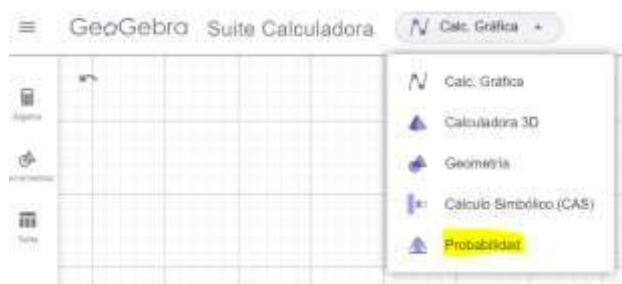 GeoGebra Suite Calculadora Calc. Gráfica
Calc. Gráfica
Calculadora 3D
Geometría
Cálculo Simbólico (CAS)
Probabilidad